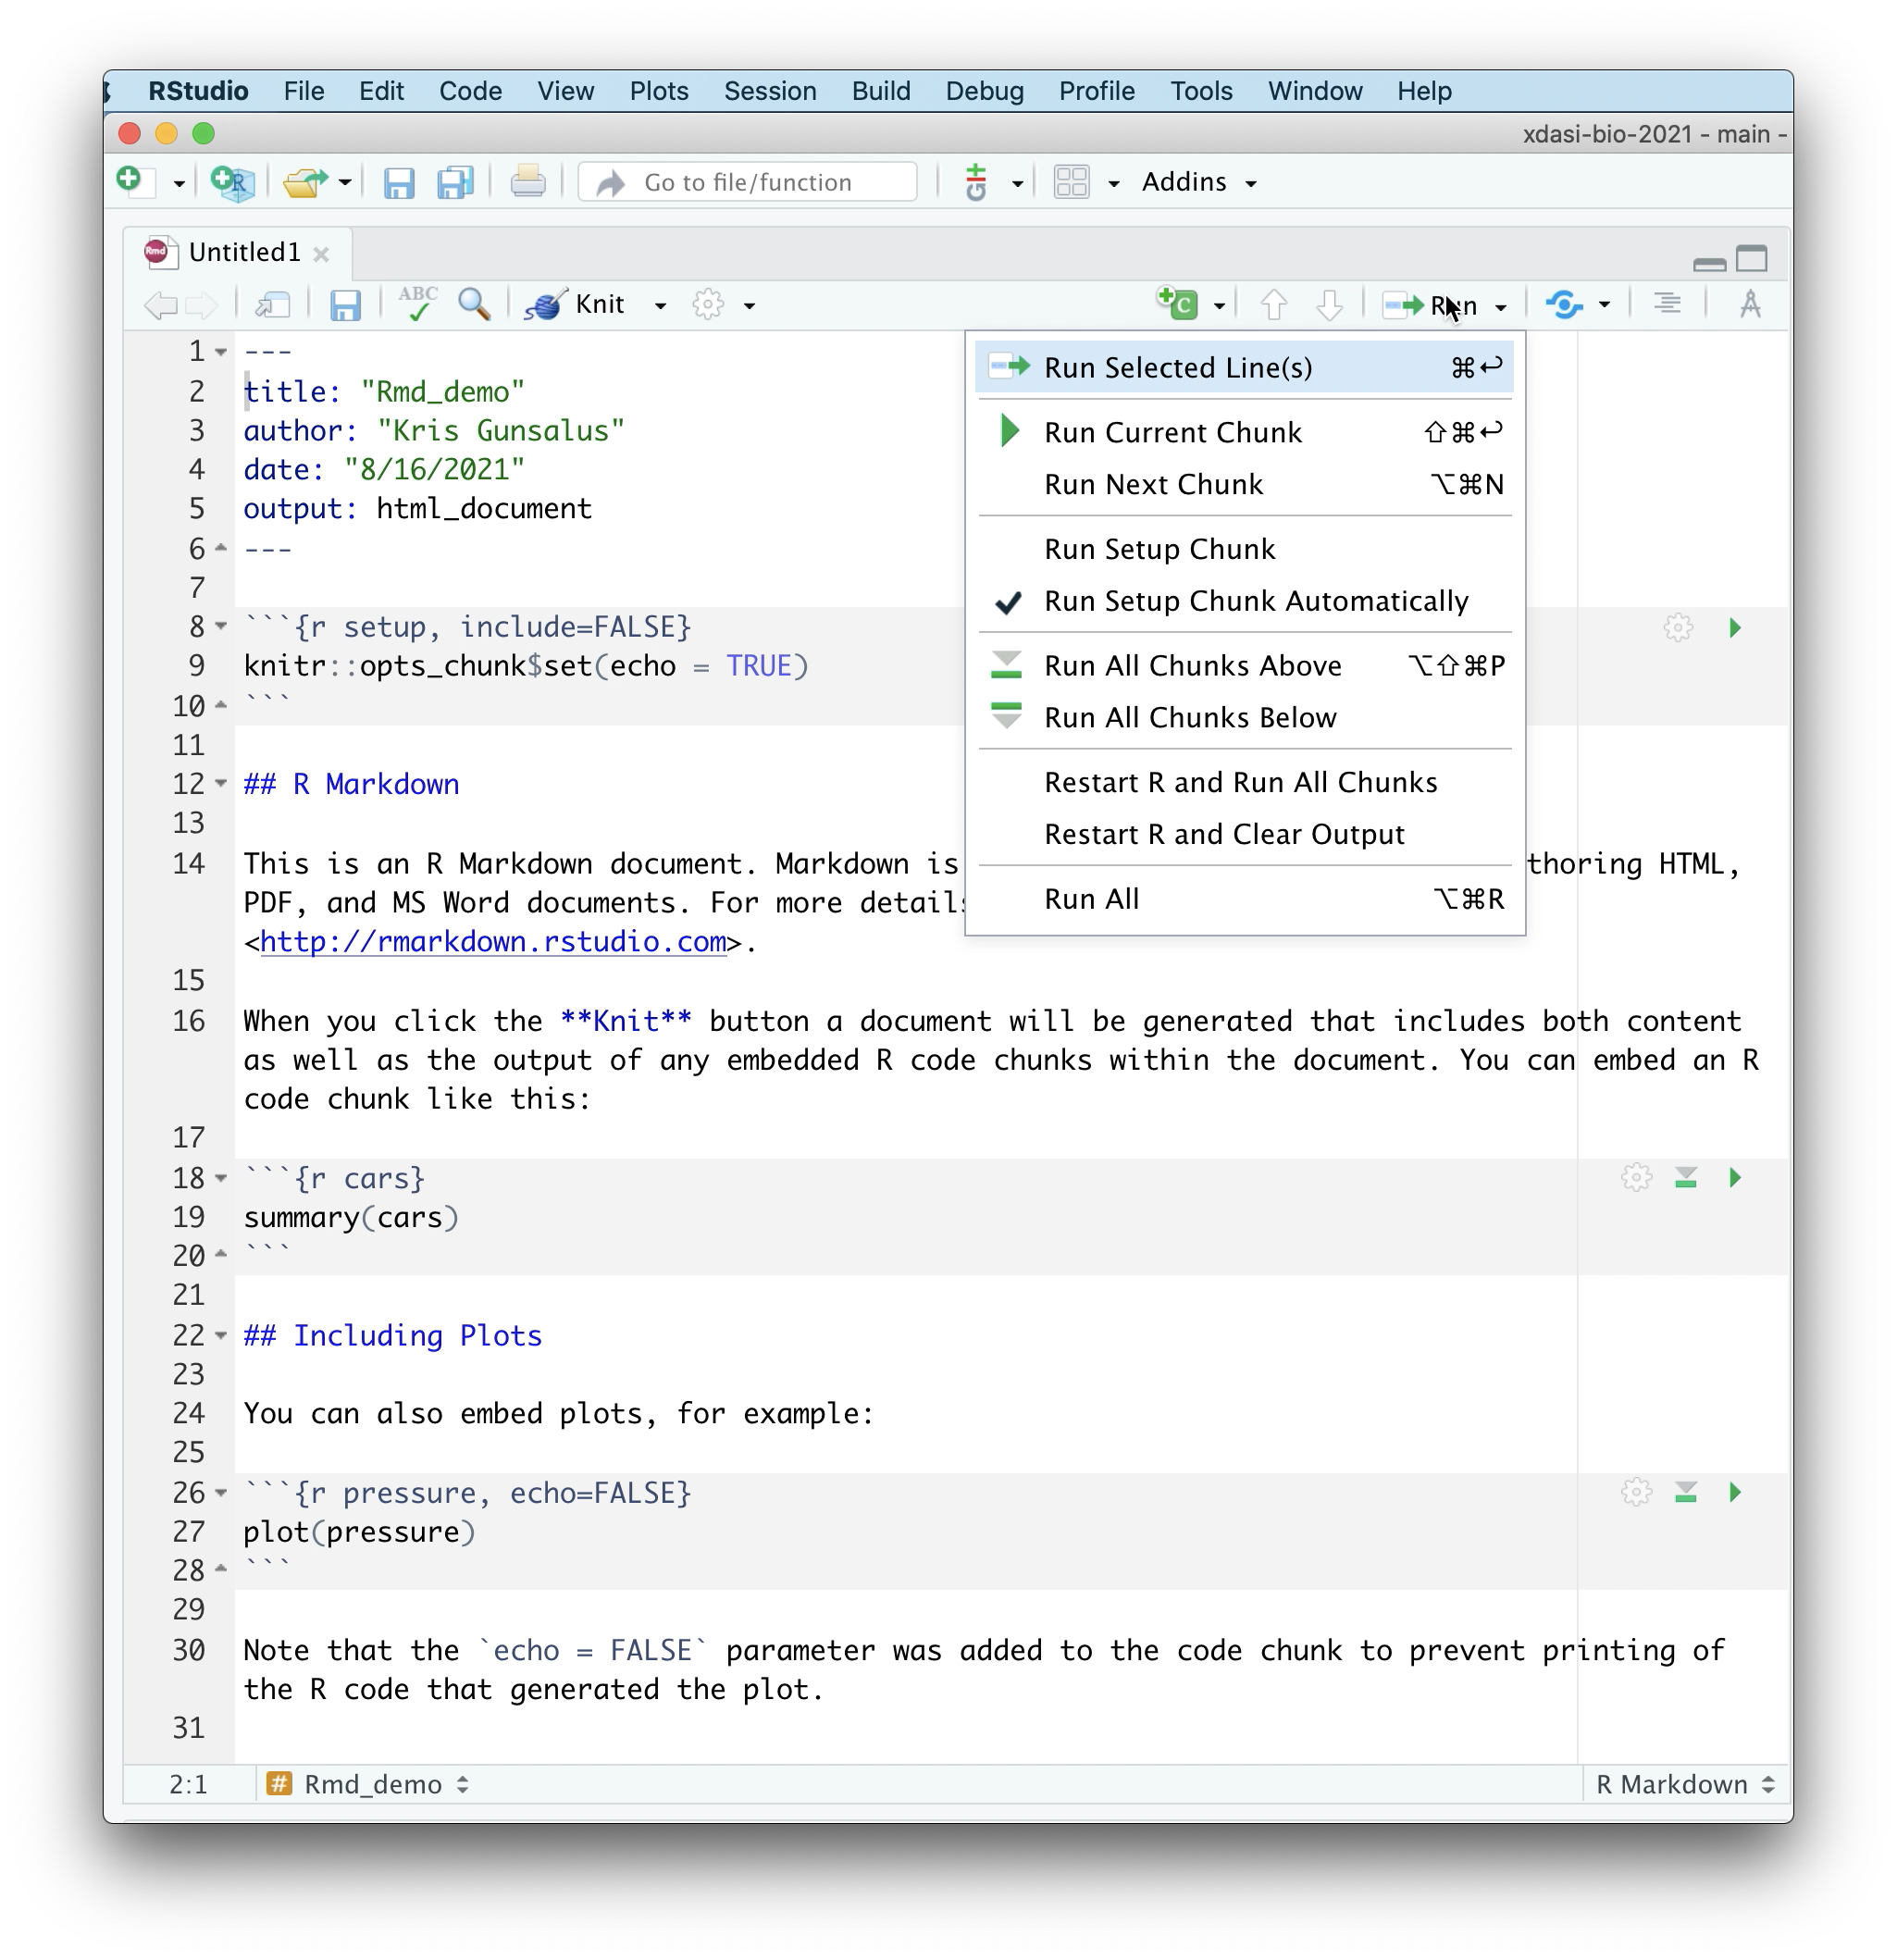 RStudio File Edit Code View Plots Session Build Debug Profile Tools Window Help
xdasi-bio-2021 - main -
Go to file/function Addins
Untitled1
ABC Knit Run
1 ---
2 title: "Rmd_demo"
3 author: "Kris Gunsalus"
4 date: "8/16/2021"
5 output: html_document
6 ---
7
8 ```{r setup, include=FALSE}
9 knitr::opts_chunk$set(echo = TRUE)
10 ```
11
12 ## R Markdown
13
14 This is an R Markdown document. Markdown is thoring HTML,
PDF, and MS Word documents. For more details
<http://rmarkdown.rstudio.com>.
15
16 When you click the **Knit** button a document will be generated that includes both content
as well as the output of any embedded R code chunks within the document. You can embed an R
code chunk like this:
17
18 ```{r cars}
19 summary(cars)
20 ```
21
22 ## Including Plots
23
24 You can also embed plots, for example:
25
26 ```{r pressure, echo=FALSE}
27 plot(pressure)
28 ```
29
30 Note that the `echo = FALSE` parameter was added to the code chunk to prevent printing of
the R code that generated the plot.
31
Run Selected Line(s) ⌘↩
Run Current Chunk ⇧⌘↩
Run Next Chunk ⌥⌘N
Run Setup Chunk
Run Setup Chunk Automatically
Run All Chunks Above ⌥⇧⌘P
Run All Chunks Below
Restart R and Run All Chunks
Restart R and Clear Output
Run All ⌥⌘R
2:1 # Rmd_demo R Markdown